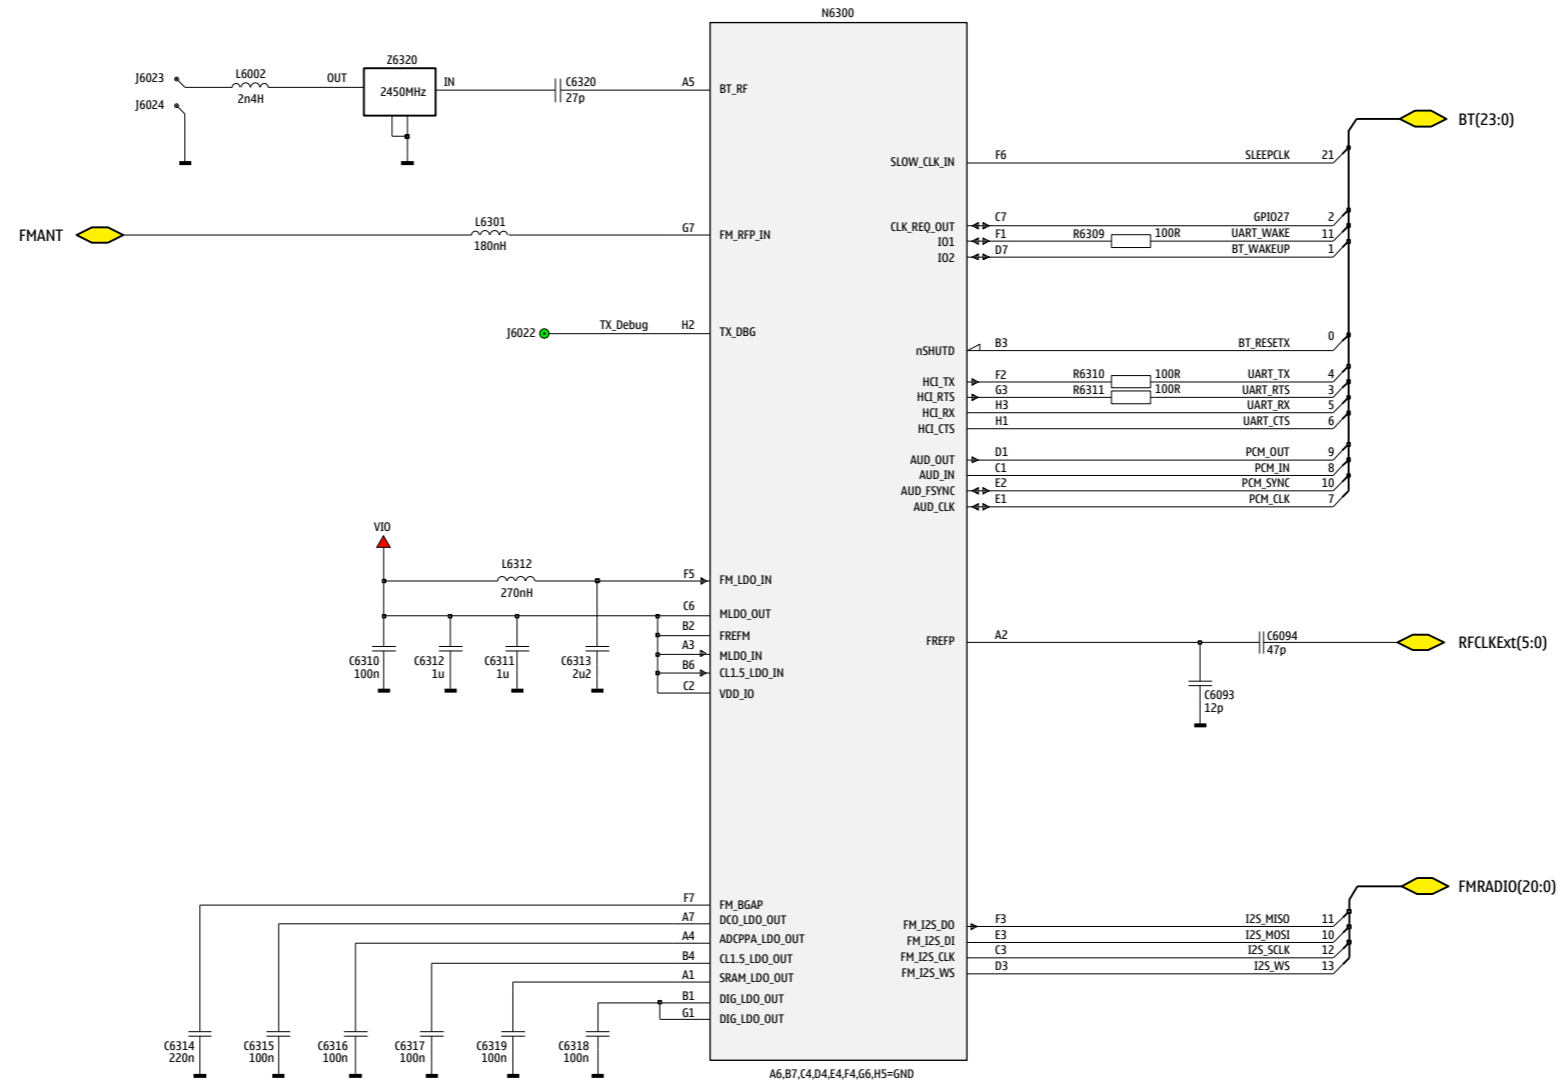 N6300
J6023
J6024
L6002
2n4H
OUT
Z6320
2450MHz
IN
C6320
27p
A5 BT_RF
FMANT
L6301
180nH
G7 FM_RFP_IN
J6022
TX_Debug
H2 TX_DBG
VIO
L6312
270nH
F5 FM_LDO_IN
C6 MLDO_OUT
B2 FREFM
A3 MLDO_IN
B6 CL1.5_LDO_IN
C2 VDD_IO
C6310
100n
C6312
1u
C6311
1u
C6313
2u2
F7 FM_BGAP
A7 DCO_LDO_OUT
A4 ADCPPA_LDO_OUT
B4 CL1.5_LDO_OUT
A1 SRAM_LDO_OUT
B1 DIG_LDO_OUT
G1 DIG_LDO_OUT
C6314
220n
C6315
100n
C6316
100n
C6317
100n
C6319
100n
C6318
100n
BT(23:0)
SLOW_CLK_IN F6 SLEEPCLK 21
CLK_REQ_OUT C7 GPIO27 2
IO1 F1 R6309 100R UART_WAKE 11
IO2 D7 BT_WAKEUP 1
nSHUTD B3 BT_RESETX 0
HCI_TX F2 R6310 100R UART_TX 4
HCI_RTS G3 R6311 100R UART_RTS 3
HCI_RX H3 UART_RX 5
HCI_CTS H1 UART_CTS 6
AUD_OUT D1 PCM_OUT 9
AUD_IN C1 PCM_IN 8
AUD_FSYNC E2 PCM_SYNC 10
AUD_CLK E1 PCM_CLK 7
FREFP A2
C6094
47p
RFCLKExt(5:0)
C6093
12p
FMRADIO(20:0)
FM_I2S_DO F3 I2S_MISO 11
FM_I2S_DI E3 I2S_MOSI 10
FM_I2S_CLK C3 I2S_SCLK 12
FM_I2S_WS D3 I2S_WS 13
A6,B7,C4,D4,E4,F4,G6,H5=GND